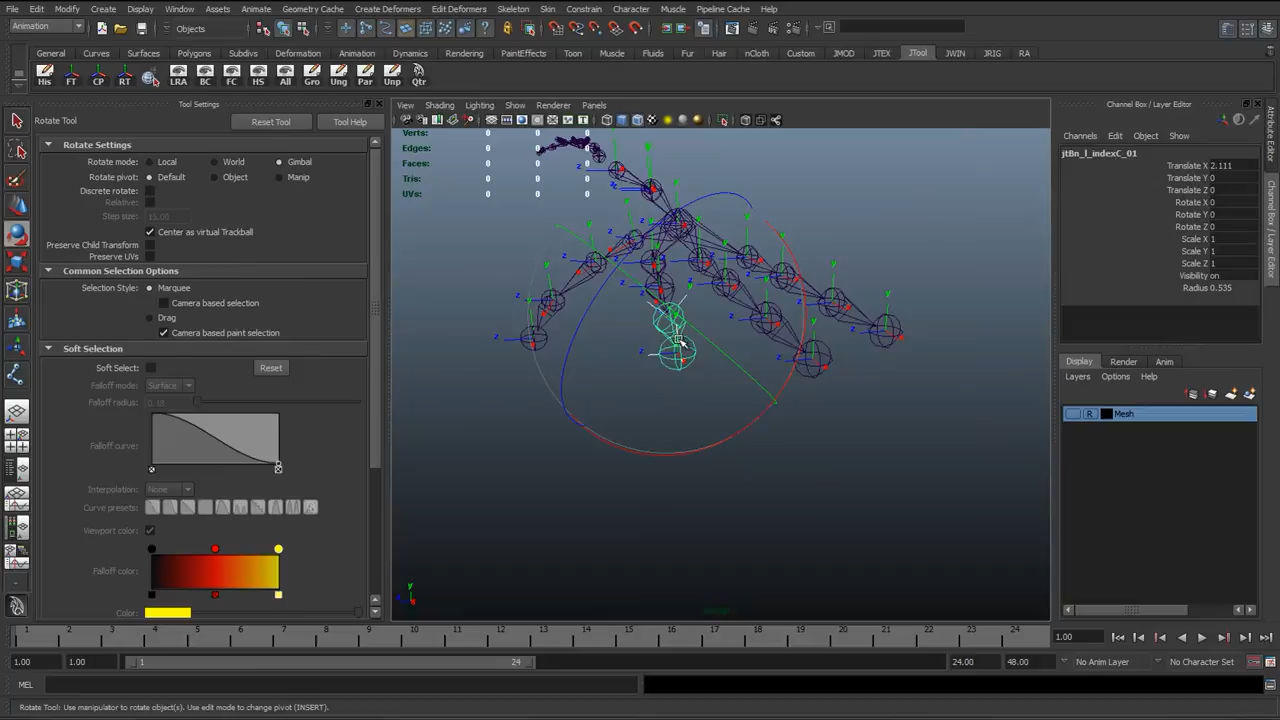 File Edit Modify Create Display Window Assets Animate Geometry Cache Create Deformers Edit Deformers Skeleton Skin Constrain Character Muscle Pipeline Cache Help
Animation Objects
General Curves Surfaces Polygons Subdivs Deformation Animation Dynamics Rendering PaintEffects Toon Muscle Fluids Fur Hair nCloth Custom JMOD JTEX JTool JWIN JRIG RA
His FT CP RT LRA BC FC HS All Gro Ung Par Unp Qtr
Tool Settings
Rotate Tool Reset Tool Tool Help
Rotate Settings
Rotate mode: Local World Gimbal
Rotate pivot: Default Object Manip
Discrete rotate:
Relative:
Step size: 15.00
Center as virtual Trackball
Preserve Child Transform
Preserve UVs
Common Selection Options
Selection Style: Marquee
Camera based selection
Drag
Camera based paint selection
Soft Selection
Soft Select: Reset
Falloff mode: Surface
Falloff radius: 0.18
Falloff curve:
Interpolation: None
Curve presets:
Viewport color:
Falloff color:
Color:
View Shading Lighting Show Renderer Panels
Verts: 0 0 0
Edges: 0 0 0
Faces: 0 0 0
Tris: 0 0 0
UVs: 0 0 0
Channel Box / Layer Editor
Channels Edit Object Show
jtBn_l_indexC_01
Translate X 2.111
Translate Y 0
Translate Z 0
Rotate X 0
Rotate Y 0
Rotate Z 0
Scale X 1
Scale Y 1
Scale Z 1
Visibility on
Radius 0.535
Display Render Anim
Layers Options Help
R Mesh
Attribute Editor
Channel Box / Layer Editor
1 2 3 4 5 6 7 8 9 10 11 12 13 14 15 16 17 18 19 20 21 22 23 24 1.00
1.00 1.00 1 24 24.00 48.00 No Anim Layer No Character Set
MEL
Rotate Tool: Use manipulator to rotate object(s). Use edit mode to change pivot (INSERT).